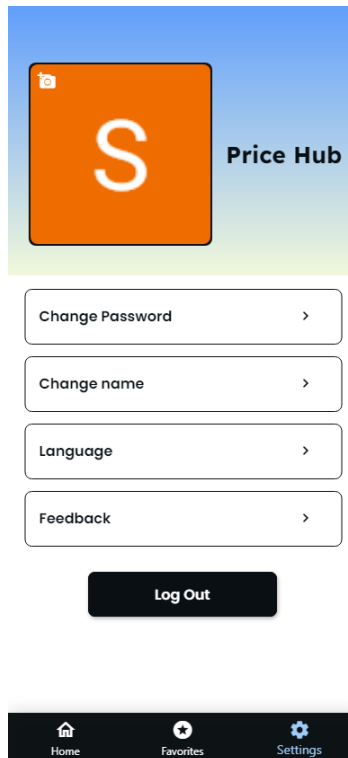 S
Price Hub
Change Password
Change name
Language
Feedback
Log Out
Home Favorites Settings